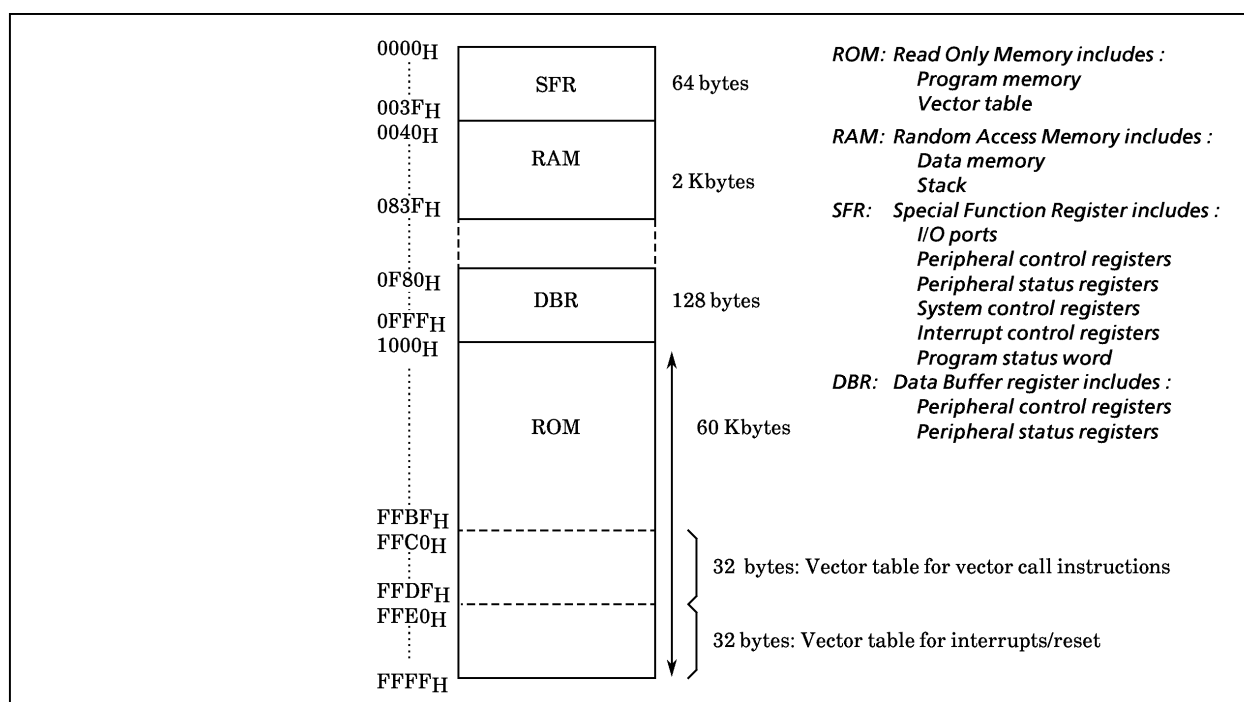 0000H
SFR
64 bytes
003FH
0040H
RAM
2 Kbytes
083FH
0F80H
DBR
128 bytes
0FFFH
1000H
ROM
60 Kbytes
FFBFH
FFC0H
32 bytes: Vector table for vector call instructions
FFDFH
FFE0H
32 bytes: Vector table for interrupts/reset
FFFFH
ROM: Read Only Memory includes :
Program memory
Vector table
RAM: Random Access Memory includes :
Data memory
Stack
SFR: Special Function Register includes :
I/O ports
Peripheral control registers
Peripheral status registers
System control registers
Interrupt control registers
Program status word
DBR: Data Buffer register includes :
Peripheral control registers
Peripheral status registers